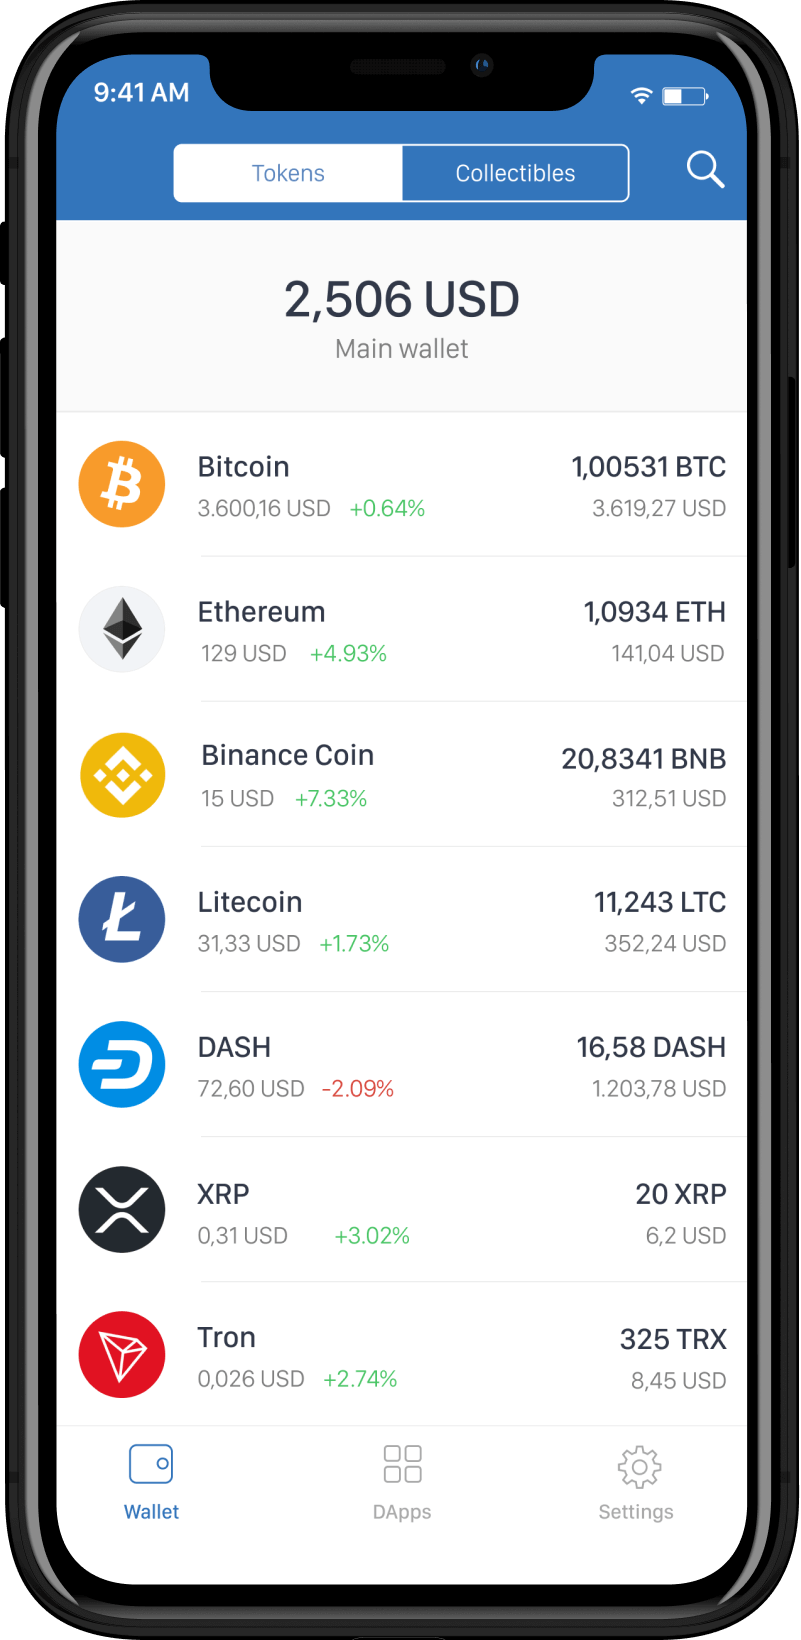 9:41 AM
Tokens Collectibles
2,506 USD
Main wallet
Bitcoin 1,00531 BTC
3.600,16 USD +0.64% 3.619,27 USD
Ethereum 1,0934 ETH
129 USD +4.93% 141,04 USD
Binance Coin 20,8341 BNB
15 USD +7.33% 312,51 USD
Litecoin 11,243 LTC
31,33 USD +1.73% 352,24 USD
DASH 16,58 DASH
72,60 USD -2.09% 1.203,78 USD
XRP 20 XRP
0,31 USD +3.02% 6,2 USD
Tron 325 TRX
0,026 USD +2.74% 8,45 USD
Wallet DApps Settings